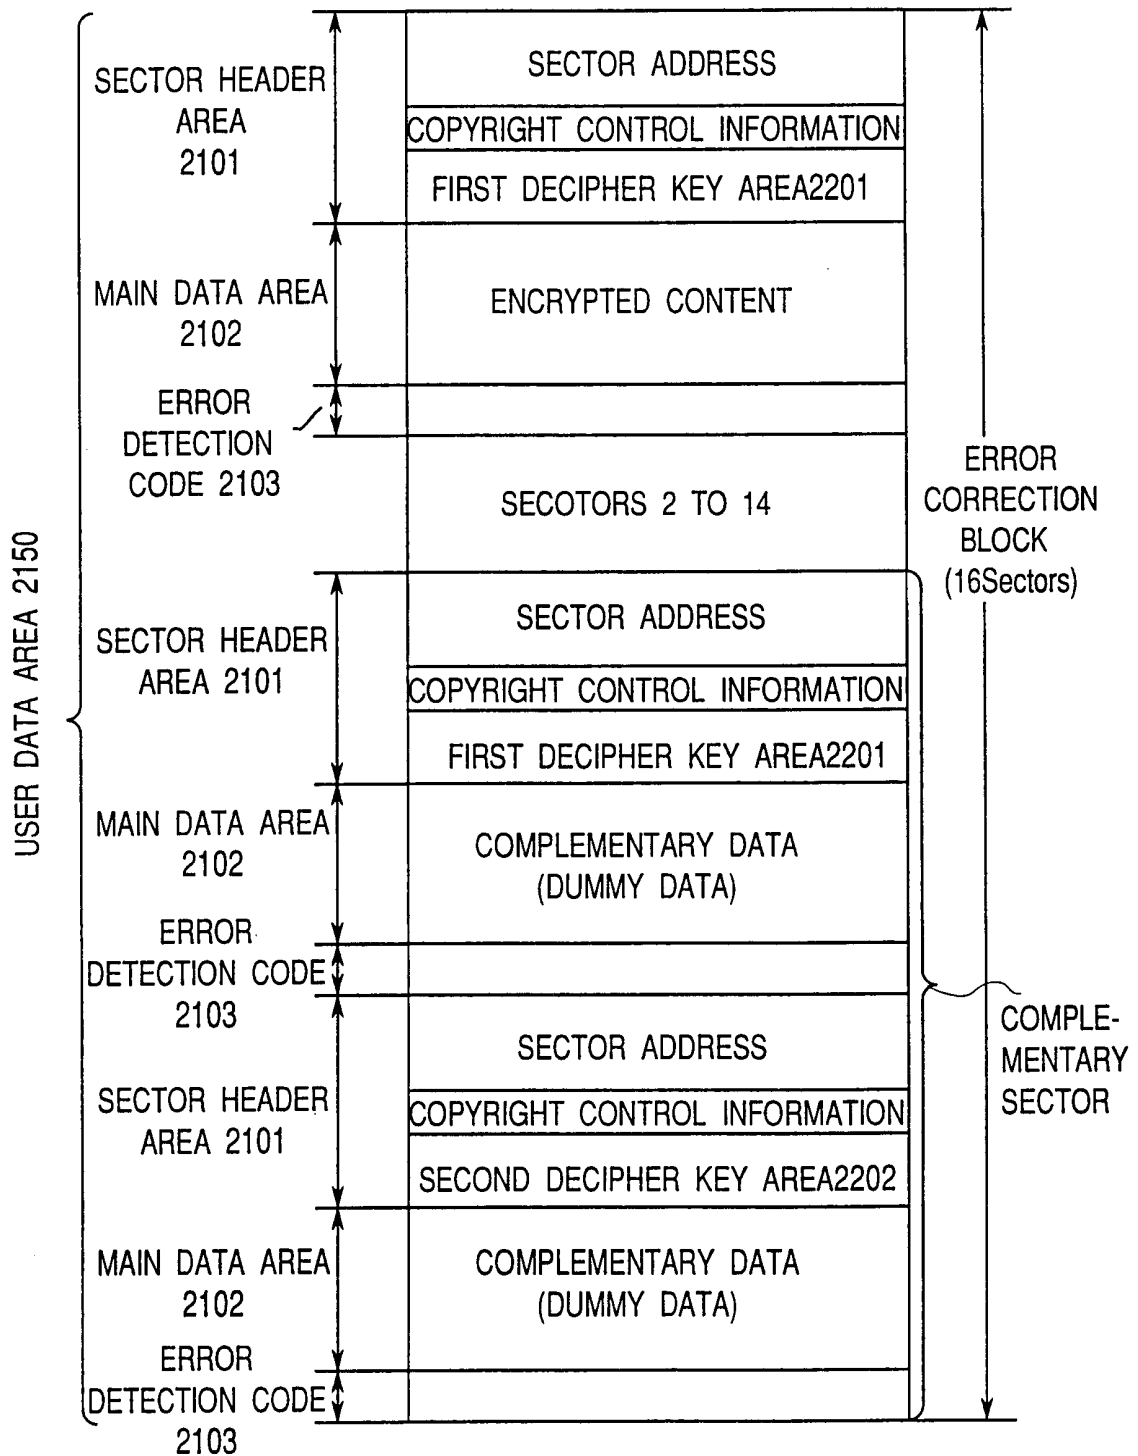 SECTOR ADDRESS
SECTOR HEADER
AREA
2101
COPYRIGHT CONTROL INFORMATION
FIRST DECIPHER KEY AREA2201
MAIN DATA AREA
2102
ENCRYPTED CONTENT
ERROR
DETECTION
CODE 2103
SECOTORS 2 TO 14
ERROR
CORRECTION
BLOCK
(16Sectors)
USER DATA AREA 2150
SECTOR HEADER
AREA 2101
SECTOR ADDRESS
COPYRIGHT CONTROL INFORMATION
FIRST DECIPHER KEY AREA2201
MAIN DATA AREA
2102
COMPLEMENTARY DATA
(DUMMY DATA)
ERROR
DETECTION CODE
2103
COMPLE-
MENTARY
SECTOR
SECTOR ADDRESS
SECTOR HEADER
AREA 2101
COPYRIGHT CONTROL INFORMATION
SECOND DECIPHER KEY AREA2202
MAIN DATA AREA
2102
COMPLEMENTARY DATA
(DUMMY DATA)
ERROR
DETECTION CODE
2103